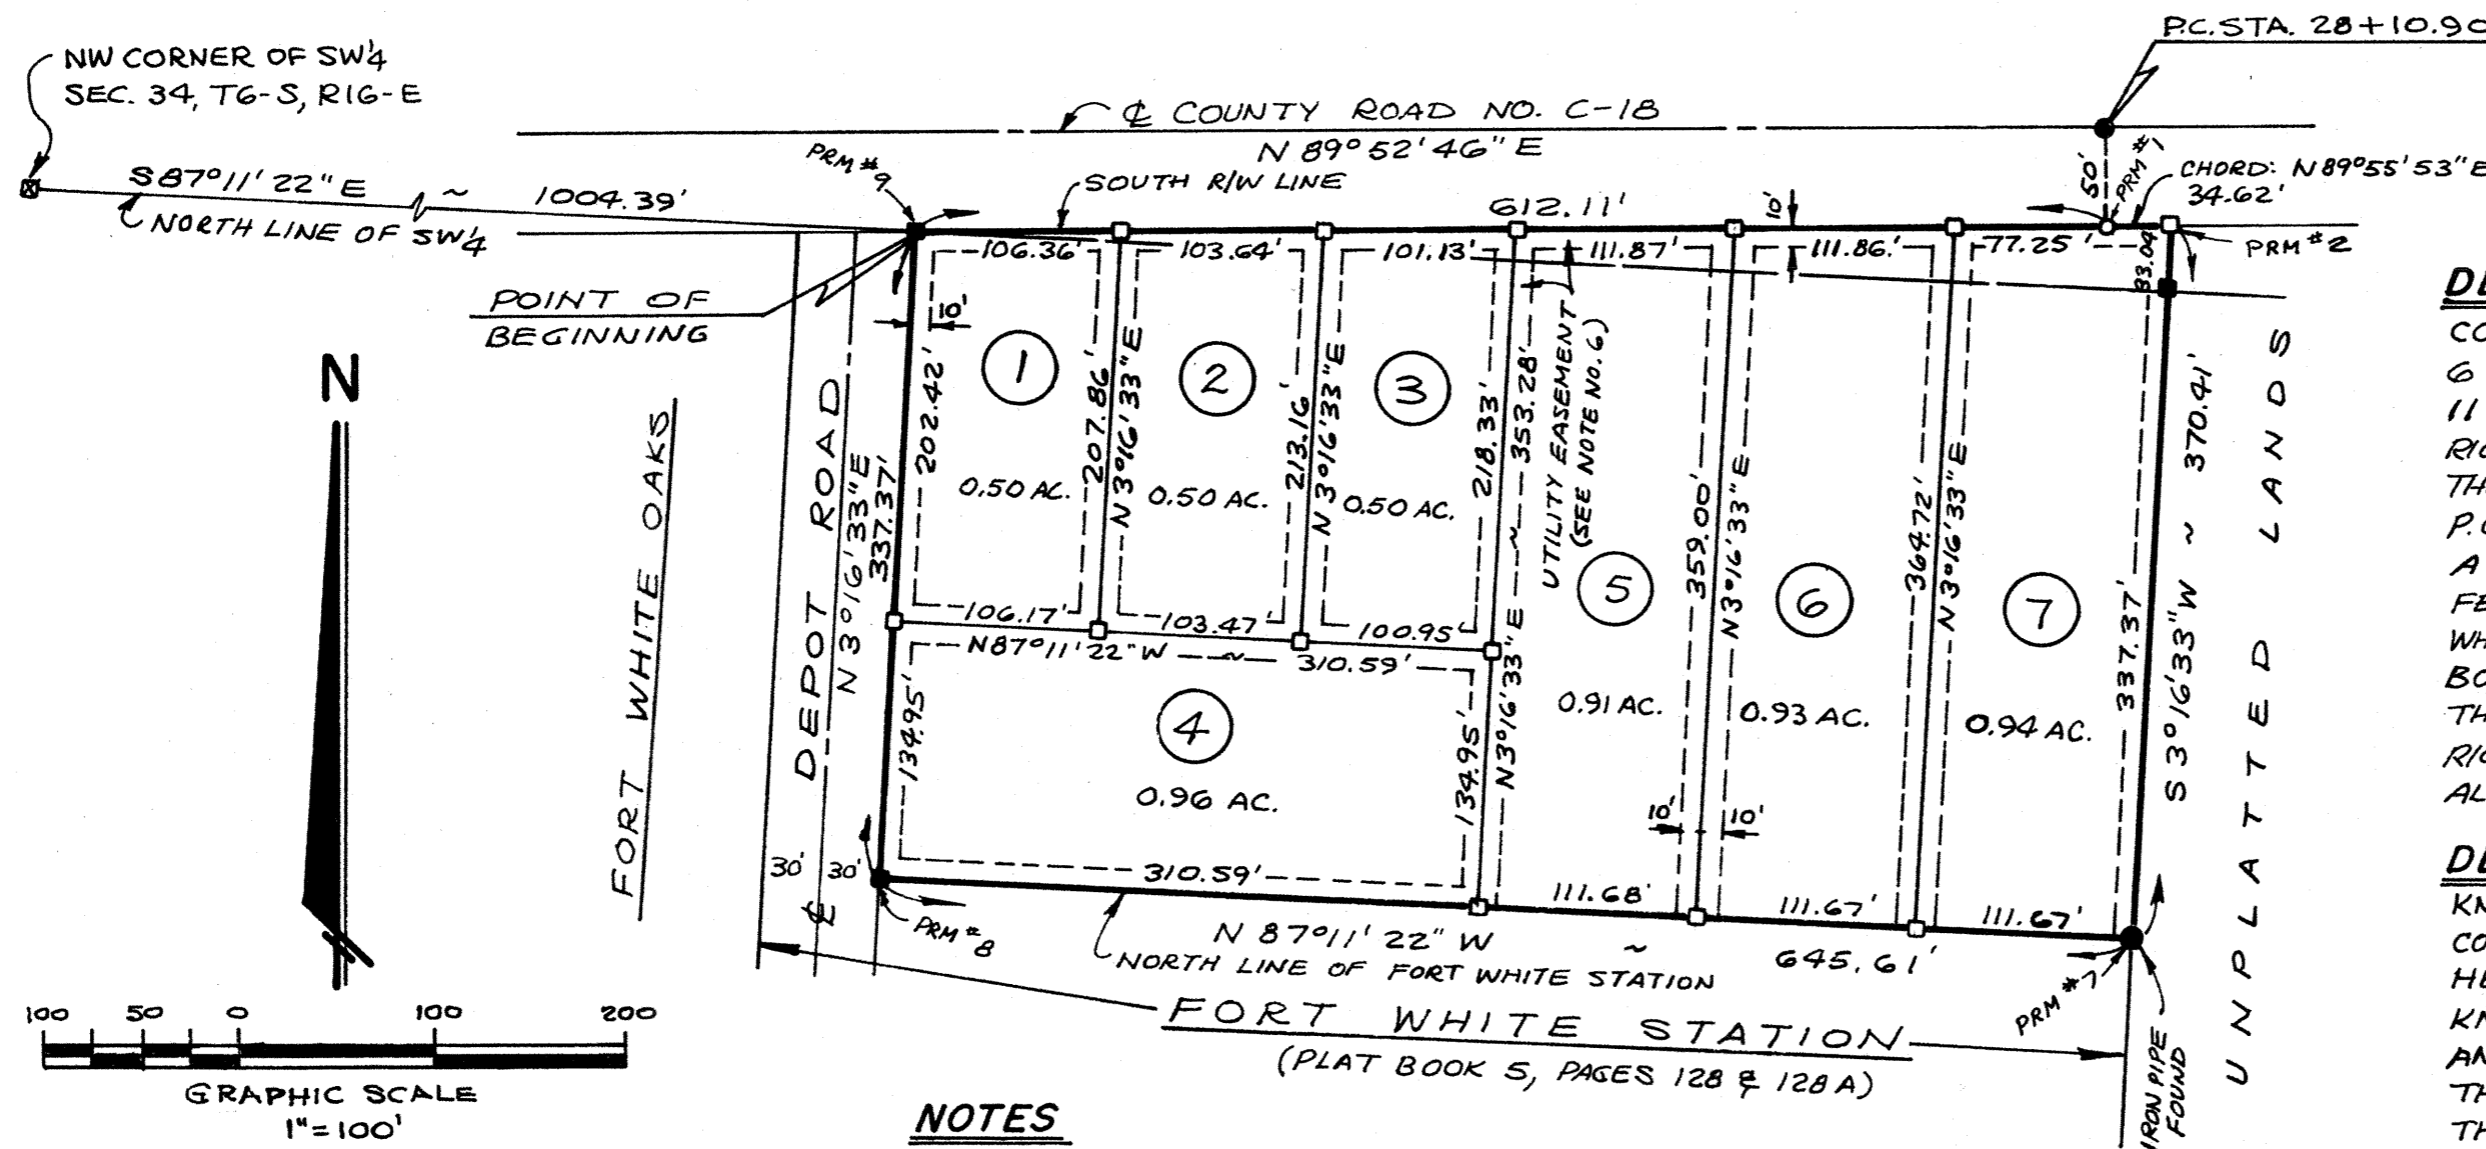 P.C. STA. 28+10.90
NW CORNER OF SW¼
SEC. 34, T6-S, R16-E
℄ COUNTY ROAD NO. C-18
N 89°52'46" E
PRM #9
50'
PRM #1
CHORD: N89°55'53"E
34.62'
S87°11'22"E ~ 1004.39'
NORTH LINE OF SW¼
SOUTH R/W LINE
612.11'
10'
PRM #2
106.36'
103.64'
101.13'
111.87'
111.86'
77.25'
33.04'
POINT OF
BEGINNING
10'
N
FORT WHITE OAKS
DEPOT ROAD
N 3°16'33"E
337.37'
202.42'
1
0.50 AC.
207.86'
N3°16'33"E
2
0.50 AC.
213.16'
N3°16'33"E
3
0.50 AC.
218.33'
N3°16'33"E ~ 353.28'
UTILITY EASEMENT
(SEE NOTE NO. 6)
5
0.91 AC.
359.00'
N3°16'33"E
6
0.93 AC.
364.72'
N3°16'33"E
7
0.94 AC.
337.37'
S3°16'33"W ~ 370.41'
UNPLATTED LANDS
106.17'
103.47'
100.95'
N87°11'22"W ~ 310.59'
134.95'
4
0.96 AC.
134.95'
10'
10'
30'
30'
℄
310.59'
111.68'
111.67'
111.67'
PRM #8
N 87°11'22" W ~ 645.61'
NORTH LINE OF FORT WHITE STATION
PRM #7
IRON PIPE
FOUND
FORT WHITE STATION
(PLAT BOOK 5, PAGES 128 & 128A)
100 50 0 100 200
GRAPHIC SCALE
1"=100'
NOTES
6
11
P.
A